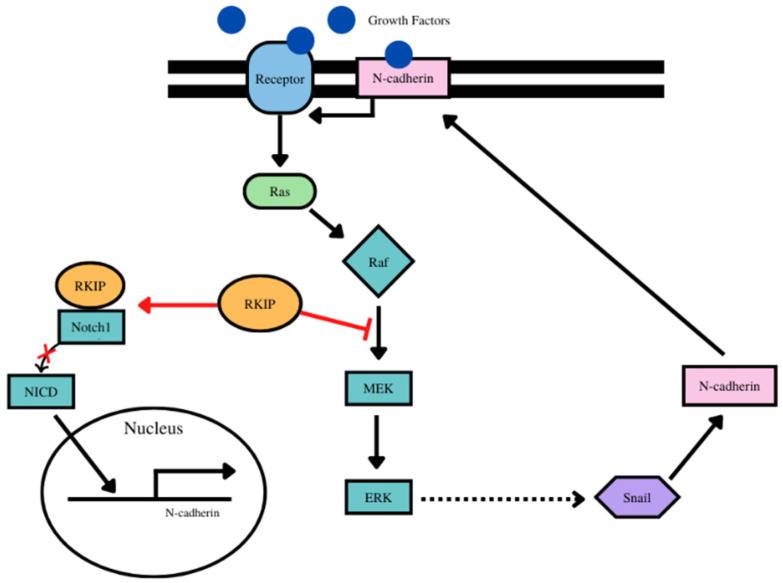 Growth Factors
Receptor
N-cadherin
Ras
Raf
RKIP
RKIP
Notch1
NICD
MEK
N-cadherin
Nucleus
N-cadherin
ERK
Snail